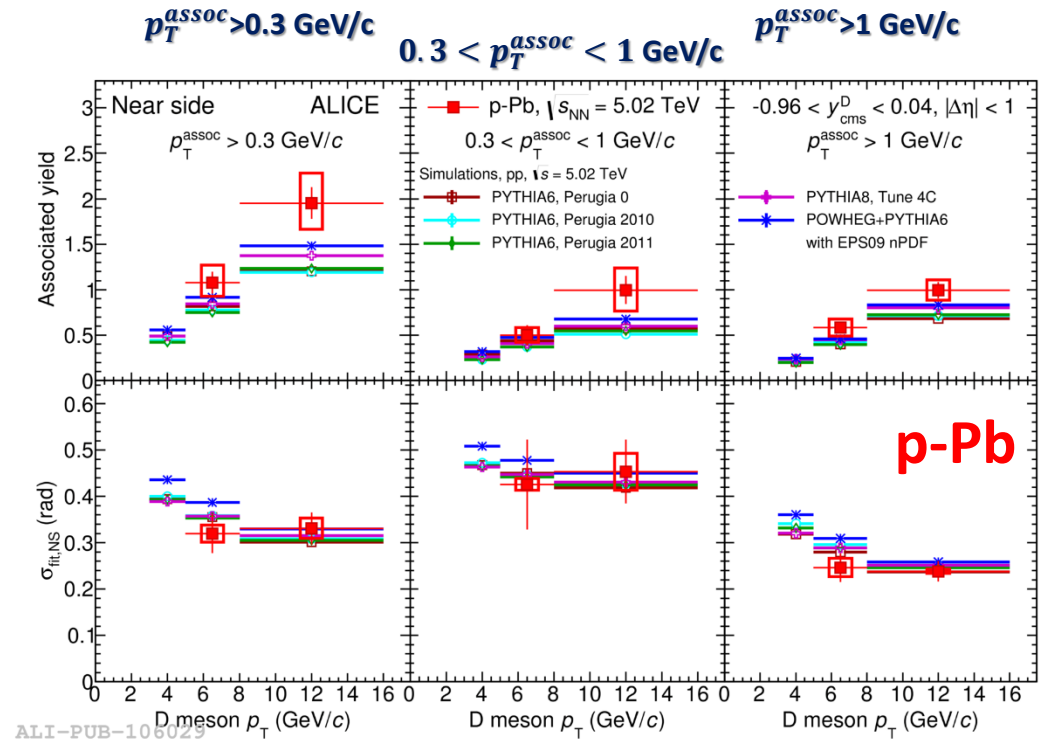 p_T^assoc>0.3 GeV/c
0.3 < p_T^assoc < 1 GeV/c
p_T^assoc>1 GeV/c
Near side
ALICE
p_T^assoc > 0.3 GeV/c
p-Pb, √s_NN = 5.02 TeV
0.3 < p_T^assoc < 1 GeV/c
Simulations, pp, √s = 5.02 TeV
PYTHIA6, Perugia 0
PYTHIA6, Perugia 2010
PYTHIA6, Perugia 2011
-0.96 < y_cms^D < 0.04, |Δη| < 1
p_T^assoc > 1 GeV/c
PYTHIA8, Tune 4C
POWHEG+PYTHIA6
with EPS09 nPDF
Associated yield
3
2.5
2
1.5
1
0.5
0
σ_fit,NS (rad)
0.6
0.5
0.4
0.3
0.2
0.1
0
p-Pb
0 2 4 6 8 10 12 14 16
0 2 4 6 8 10 12 14 16
0 2 4 6 8 10 12 14 16
D meson p_T (GeV/c)
D meson p_T (GeV/c)
D meson p_T (GeV/c)
ALI-PUB-106029